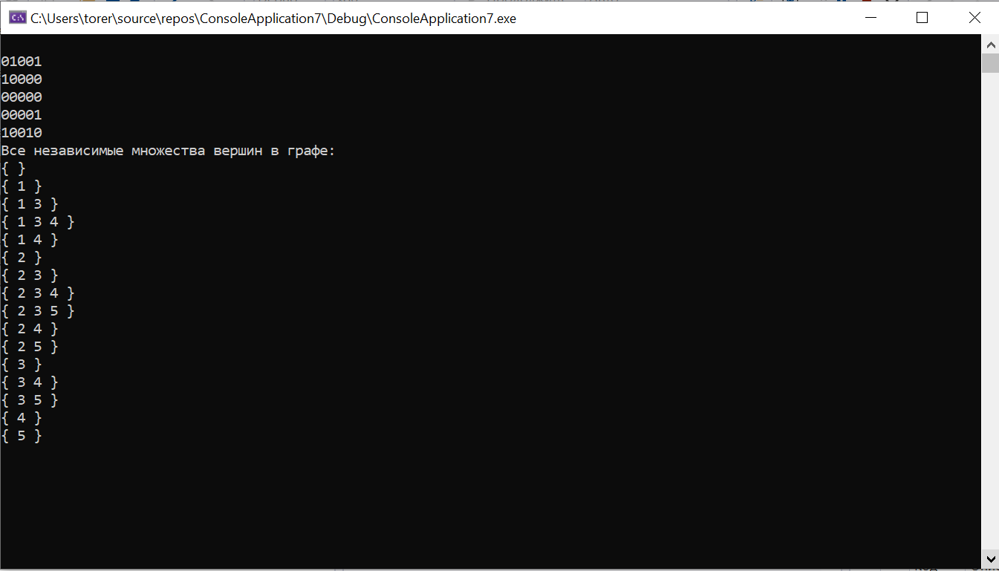 C:\Users\torer\source\repos\ConsoleApplication7\Debug\ConsoleApplication7.exe
01001
10000
00000
00001
10010
Все независимые множества вершин в графе:
{ }
{ 1 }
{ 1 3 }
{ 1 3 4 }
{ 1 4 }
{ 2 }
{ 2 3 }
{ 2 3 4 }
{ 2 3 5 }
{ 2 4 }
{ 2 5 }
{ 3 }
{ 3 4 }
{ 3 5 }
{ 4 }
{ 5 }